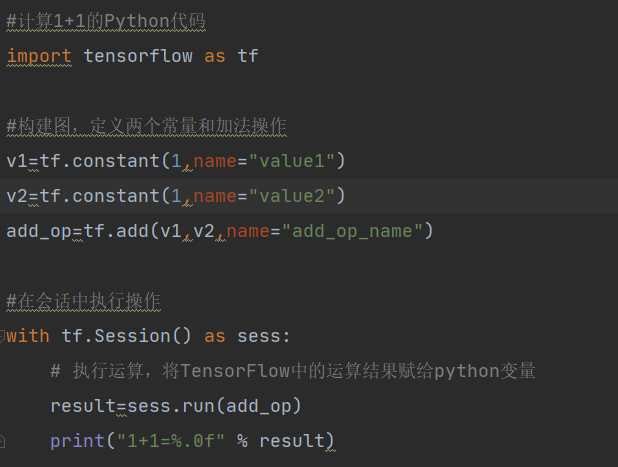 #计算1+1的Python代码
import tensorflow as tf
#构建图，定义两个常量和加法操作
v1=tf.constant(1,name="value1")
v2=tf.constant(1,name="value2")
add_op=tf.add(v1,v2,name="add_op_name")
#在会话中执行操作
with tf.Session() as sess:
    # 执行运算，将TensorFlow中的运算结果赋给python变量
    result=sess.run(add_op)
    print("1+1=%.0f" % result)